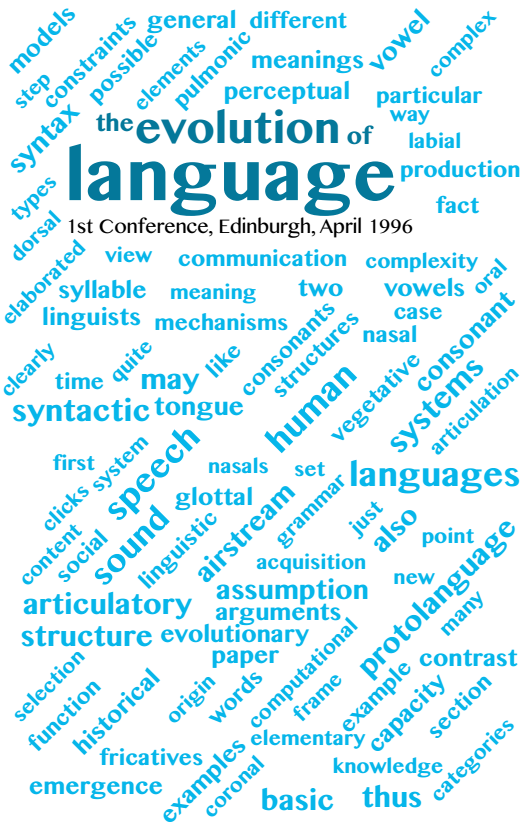 models
step
constraints
general
different
possible
elements
pulmonic
meanings
vowel
complex
perceptual
particular
way
syntax
the evolution of
language
labial
production
types
fact
dorsal
1st Conference, Edinburgh, April 1996
elaborated
view
communication
complexity
oral
syllable
meaning
two
vowels
linguists
mechanisms
consonants
structures
case
nasal
consonant
clearly
time
quite
may
like
human
vegetative
systems
articulation
syntactic
tongue
first
system
speech
nasals
set
languages
clicks
glottal
airstream
grammar
just
also
point
content
social
sound
linguistic
acquisition
new
protolanguage
articulatory
assumption
arguments
many
structure
evolutionary
paper
computational
contrast
selection
function
historical
origin
words
frame
example
capacity
section
fricatives
examples
elementary
knowledge
categories
emergence
coronal
basic
thus